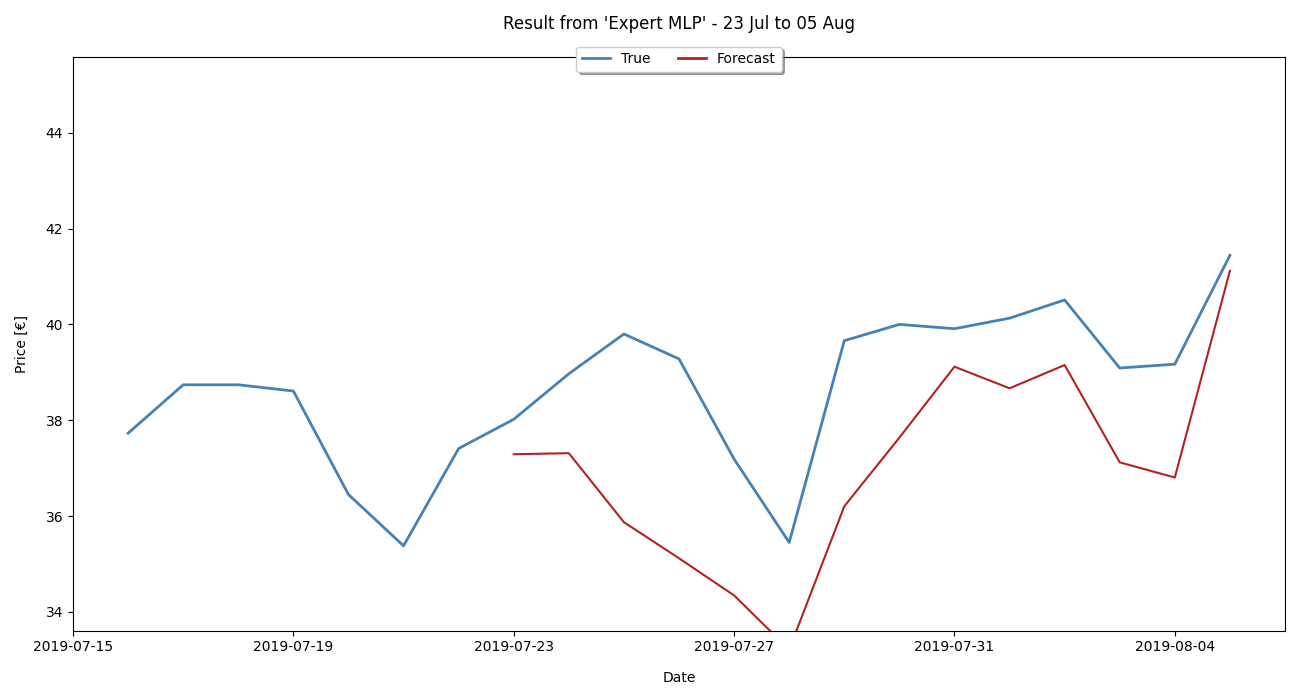 Result from 'Expert MLP' - 23 Jul to 05 Aug
True Forecast
44
42
40
38
36
34
Price [€]
2019-07-15 2019-07-19 2019-07-23 2019-07-27 2019-07-31 2019-08-04
Date